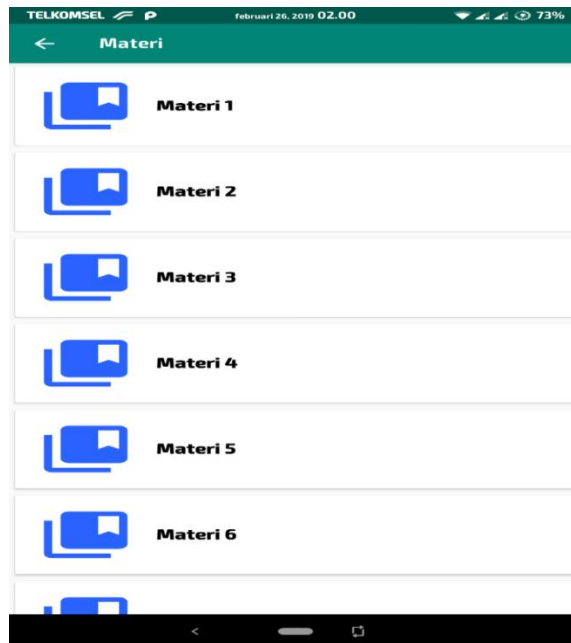 TELKOMSEL P februari 26, 2019 02.00 73%
Materi
Materi 1
Materi 2
Materi 3
Materi 4
Materi 5
Materi 6